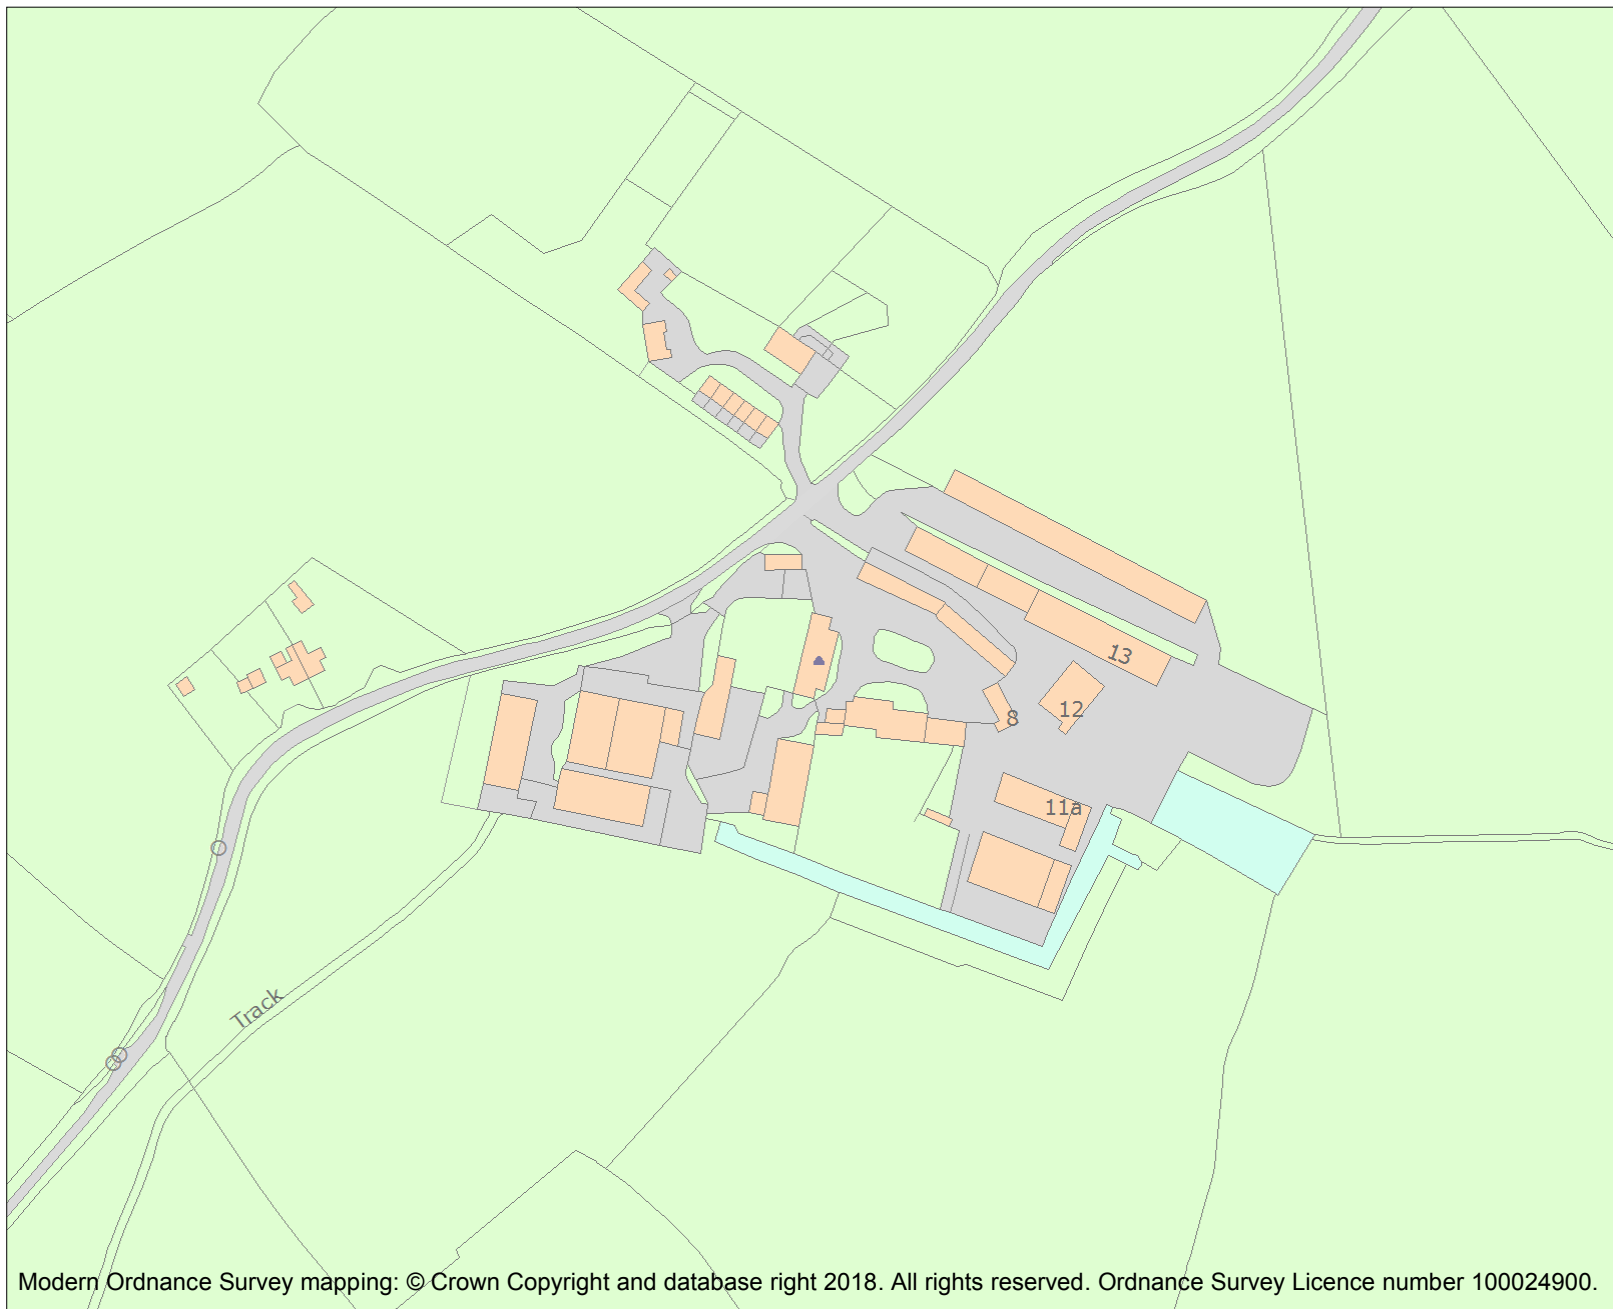 13
12
8
11a
Track
Modern Ordnance Survey mapping: © Crown Copyright and database right 2018. All rights reserved. Ordnance Survey Licence number 100024900.